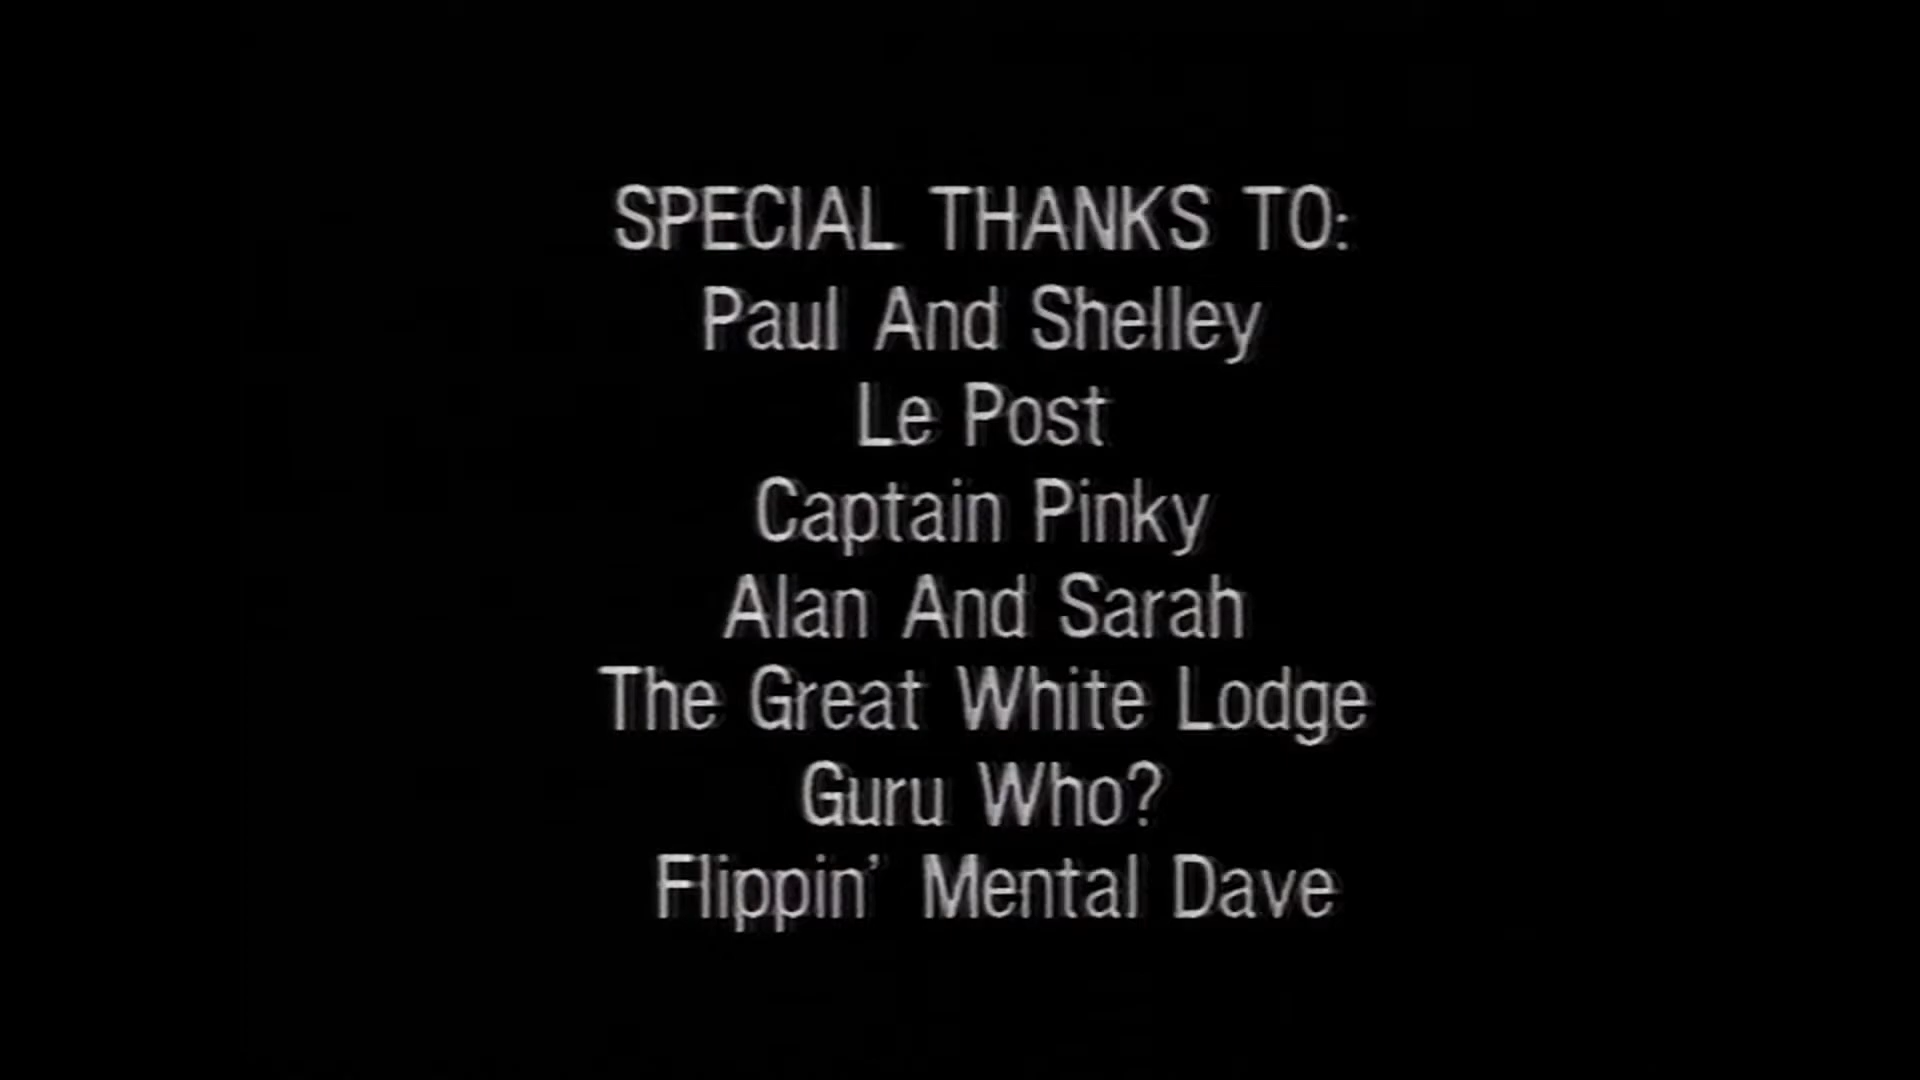 SPECIAL THANKS TO:
Paul And Shelley
Le Post
Captain Pinky
Alan And Sarah
The Great White Lodge
Guru Who?
Flippin' Mental Dave